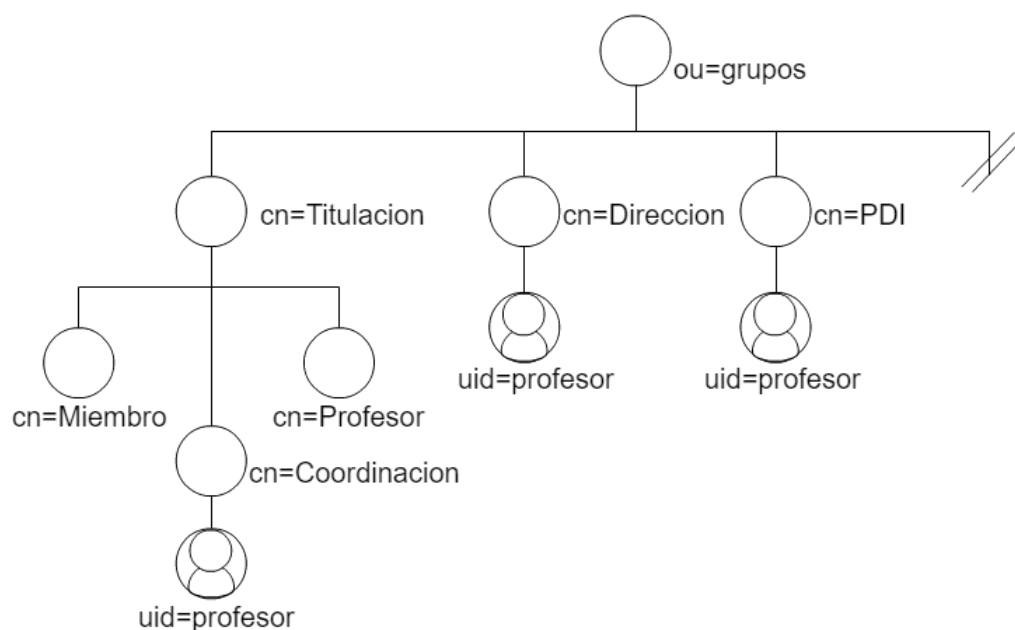 ou=grupos
cn=Titulacion
cn=Direccion
cn=PDI
uid=profesor
uid=profesor
cn=Miembro
cn=Profesor
cn=Coordinacion
uid=profesor